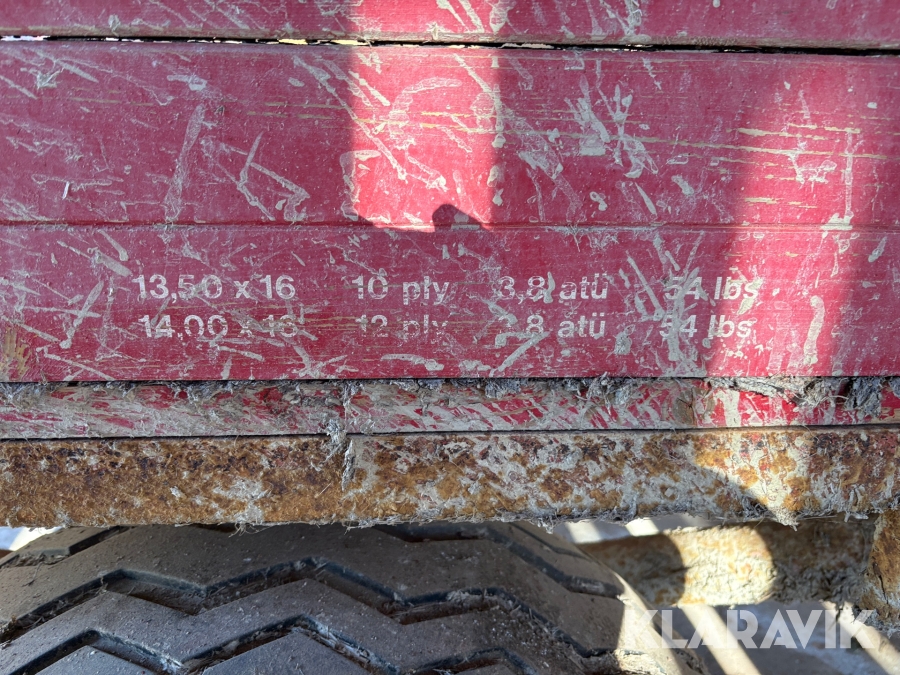 13,50 x 16 10 ply 3,8 atü 54 lbs
14,00 x 16 12 ply 3,8 atü 54 lbs
KLARAVIK